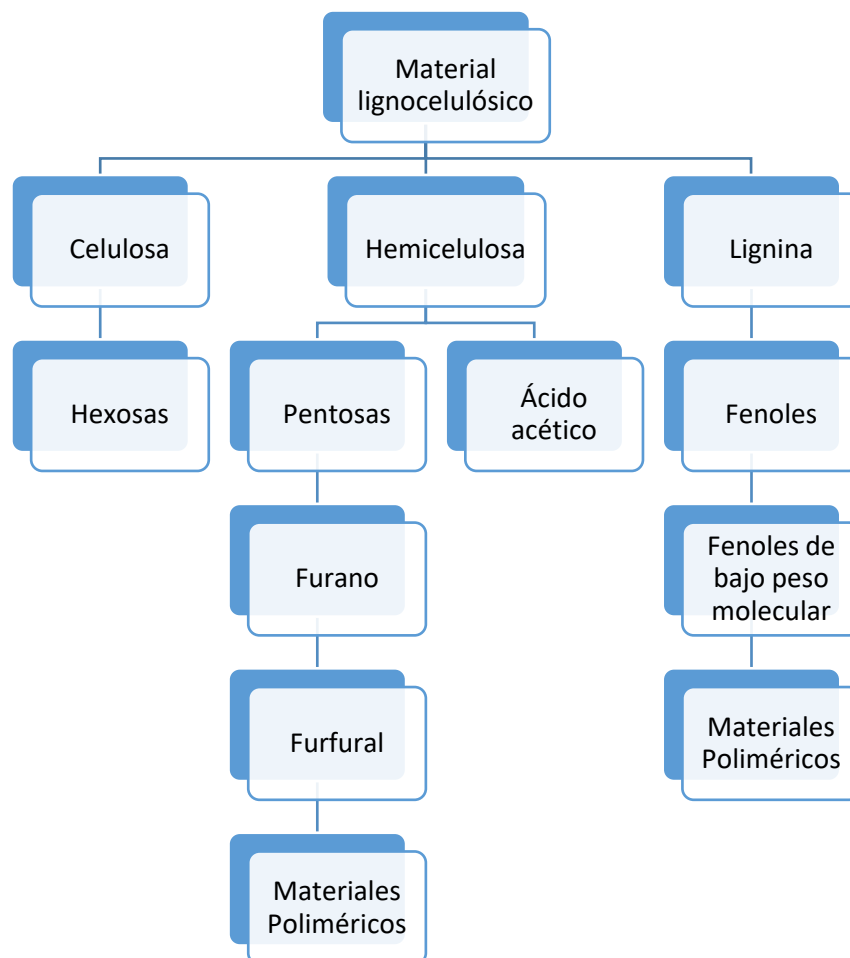 Material
lignocelulósico
Celulosa
Hemicelulosa
Lignina
Hexosas
Pentosas
Ácido
acético
Fenoles
Furano
Fenoles de
bajo peso
molecular
Furfural
Materiales
Poliméricos
Materiales
Poliméricos